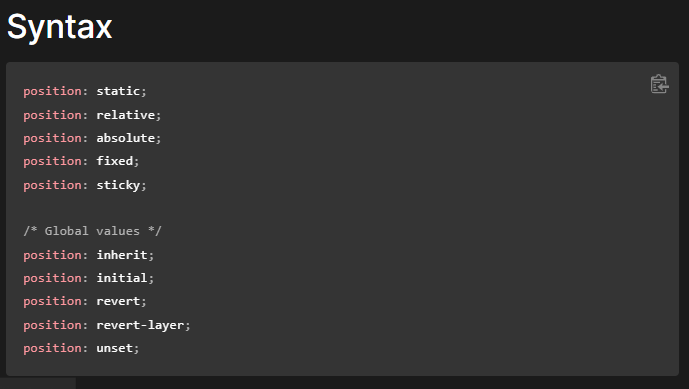 Syntax
position: static;
position: relative;
position: absolute;
position: fixed;
position: sticky;
/* Global values */
position: inherit;
position: initial;
position: revert;
position: revert-layer;
position: unset;